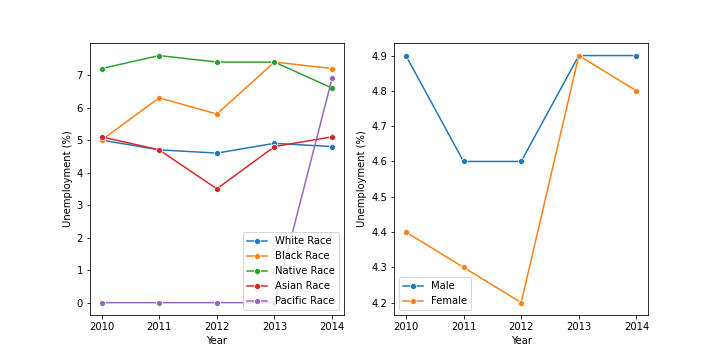 Unemployment (%)
7
6
5
4
3
2
1
0
2010 2011 2012 2013 2014
Year
White Race
Black Race
Native Race
Asian Race
Pacific Race
Unemployment (%)
4.9
4.8
4.7
4.6
4.5
4.4
4.3
4.2
2010 2011 2012 2013 2014
Year
Male
Female